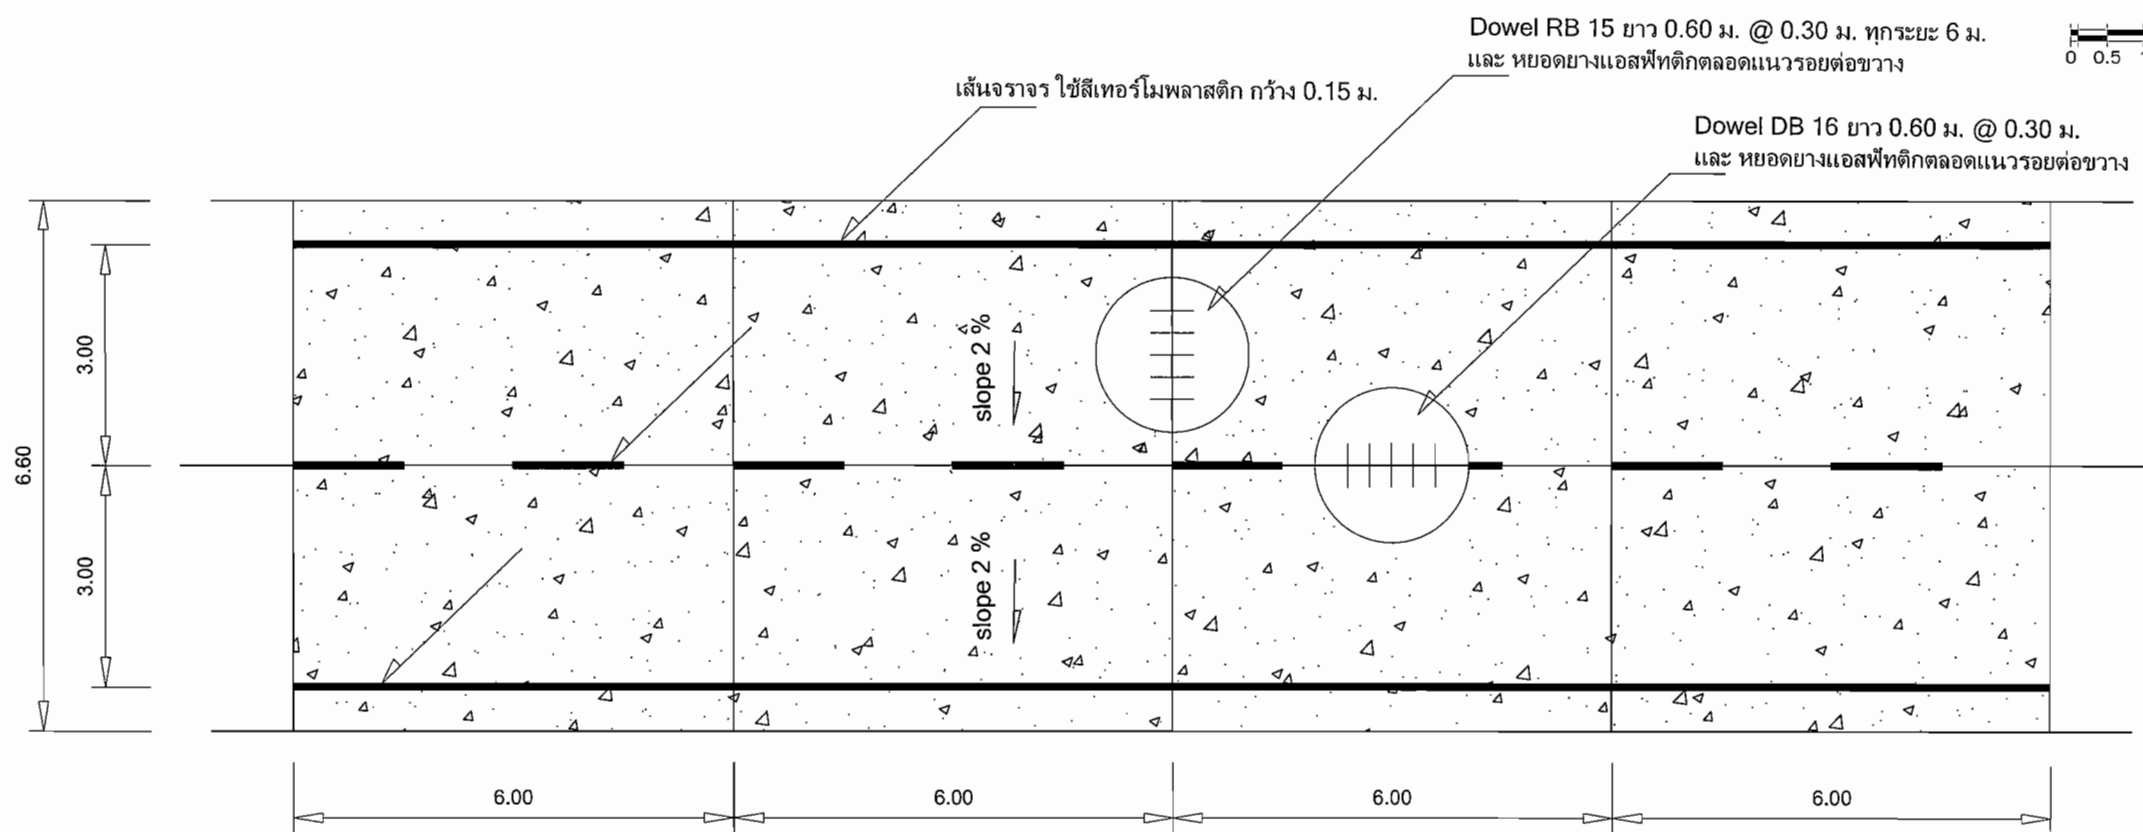 Dowel RB 15 ยาว 0.60 ม. @ 0.30 ม. ทุกระยะ 6 ม.
และ หยอดยางแอสฟัทติกตลอดแนวรอยต่อขวาง
0 0.5
เส้นจราจร ใช้สีเทอร์โมพลาสติก กว้าง 0.15 ม.
Dowel DB 16 ยาว 0.60 ม. @ 0.30 ม.
และ หยอดยางแอสฟัทติกตลอดแนวรอยต่อขวาง
6.60
3.00
3.00
slope 2 %
slope 2 %
6.00
6.00
6.00
6.00